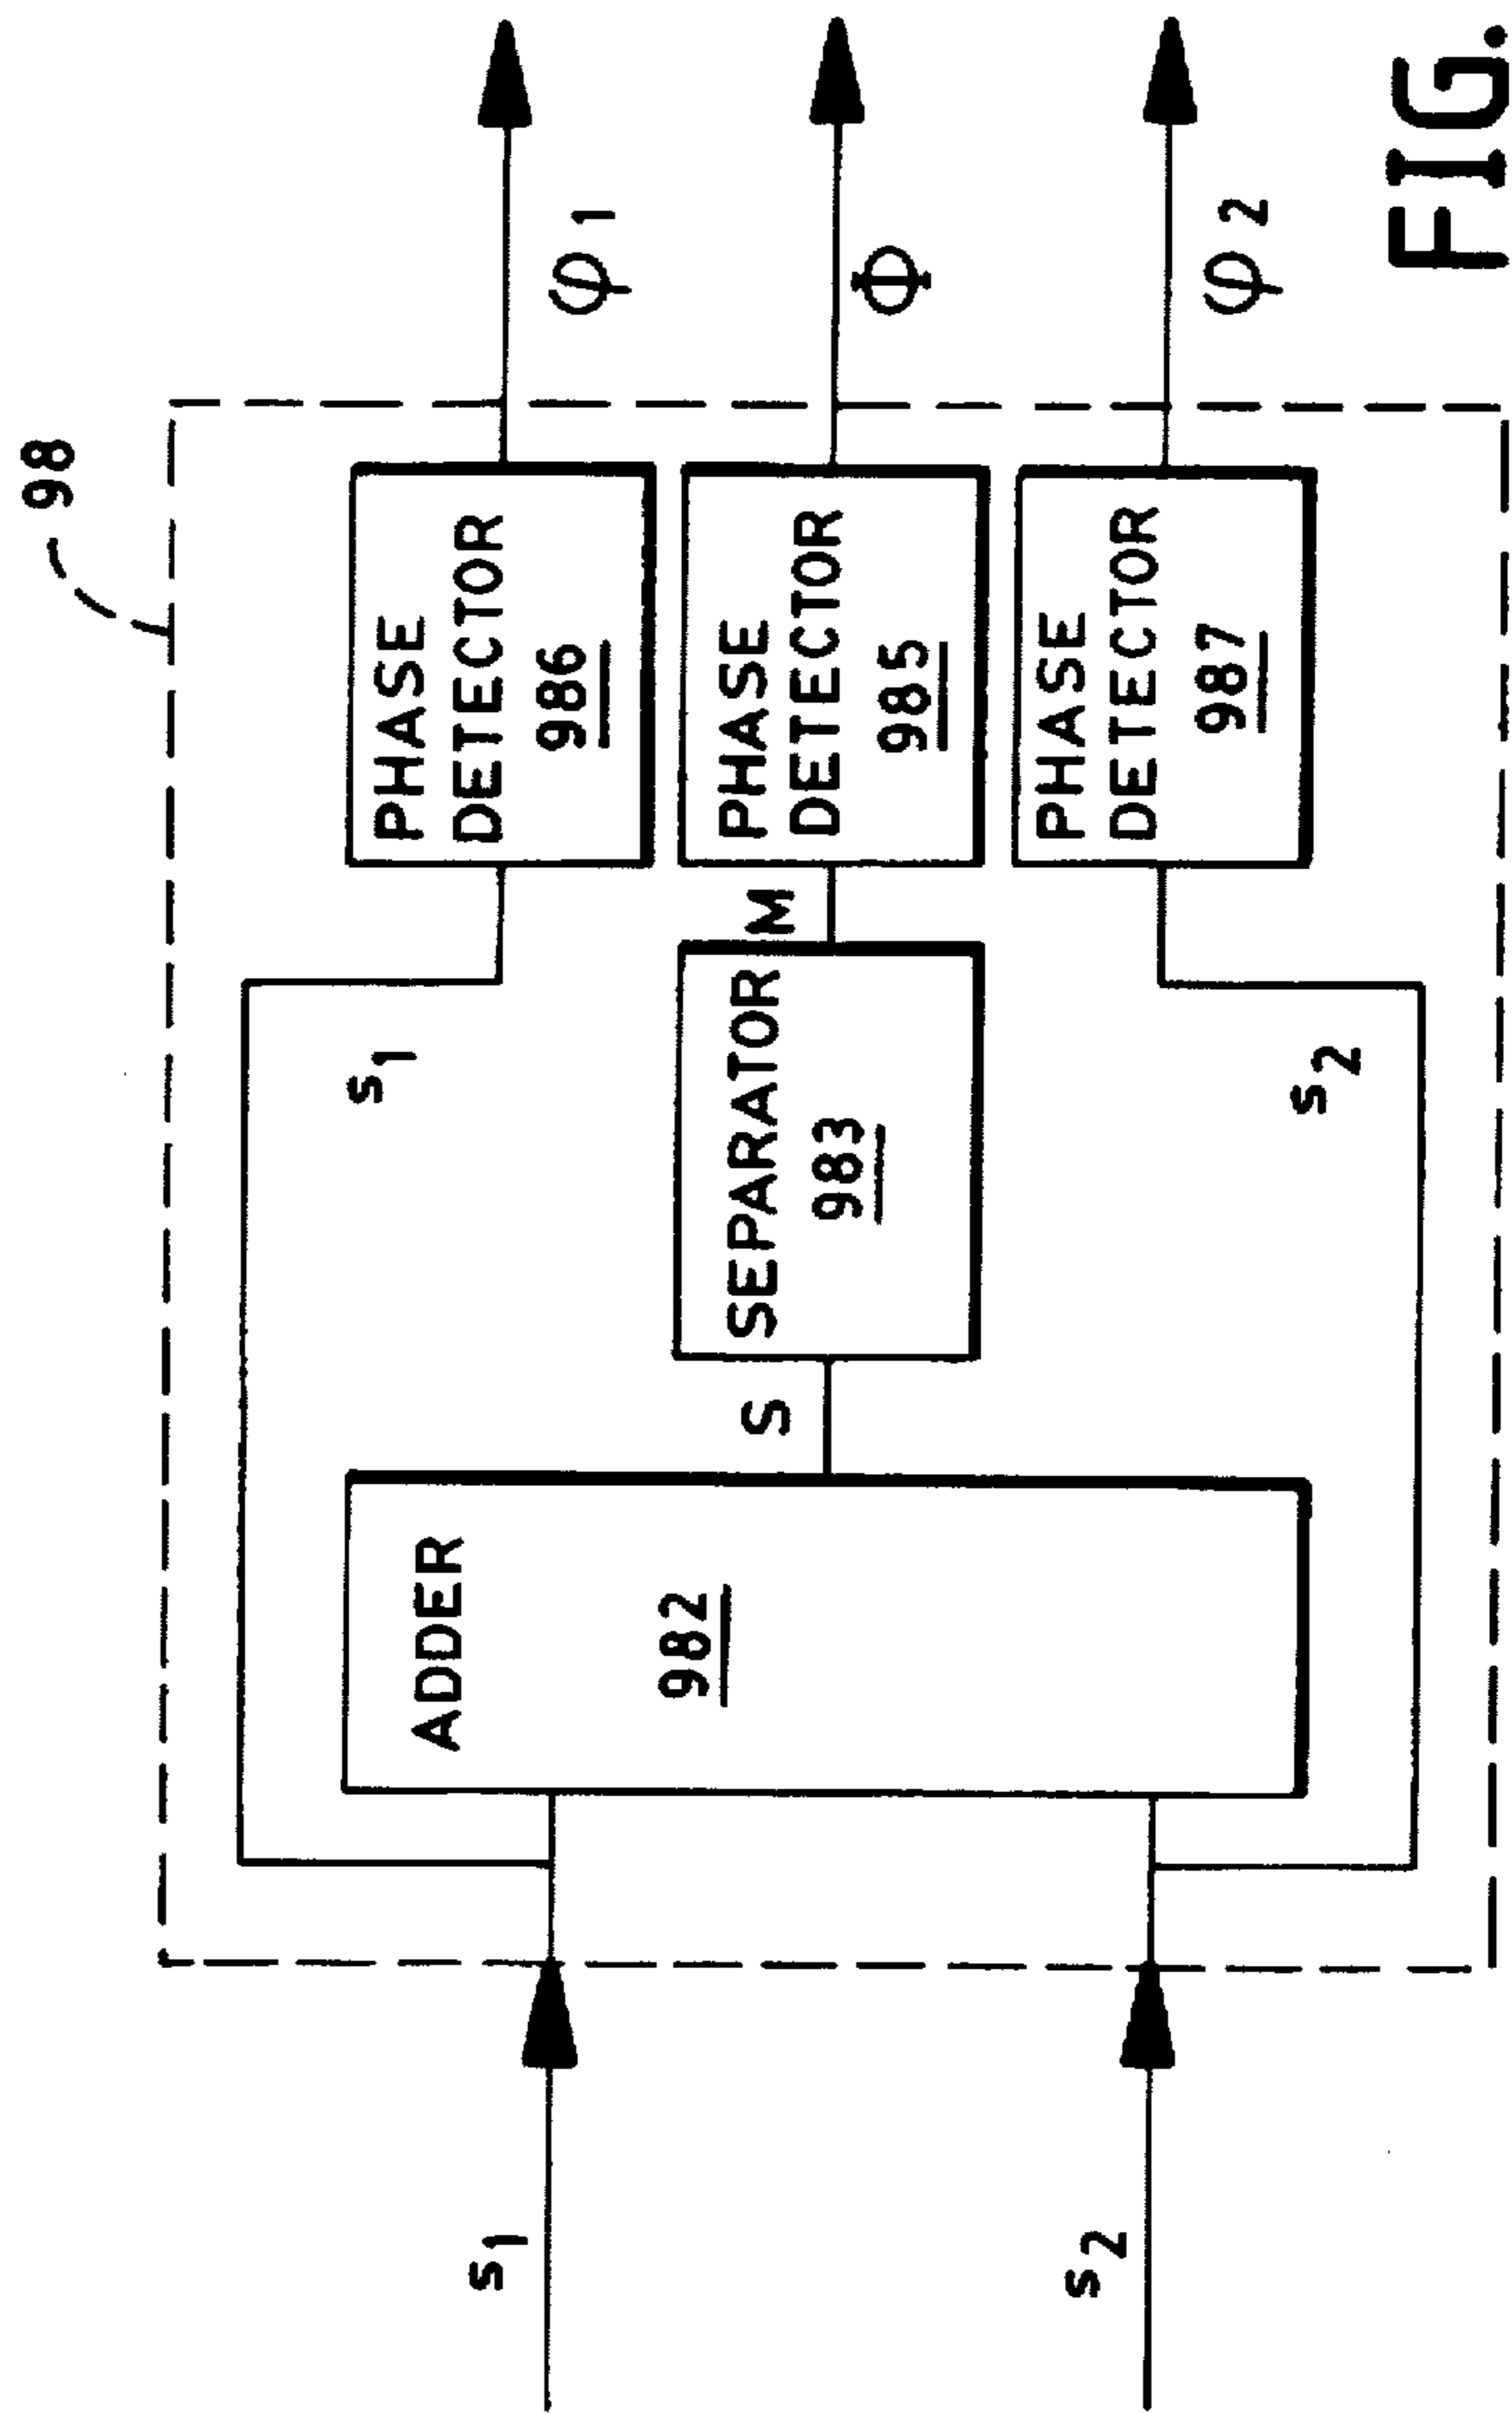 98
s1
s1
ADDER
982
S
SEPARATOR
983
M
PHASE
DETECTOR
986
φ1
PHASE
DETECTOR
985
Φ
PHASE
DETECTOR
987
φ2
s2
s2
FIG.